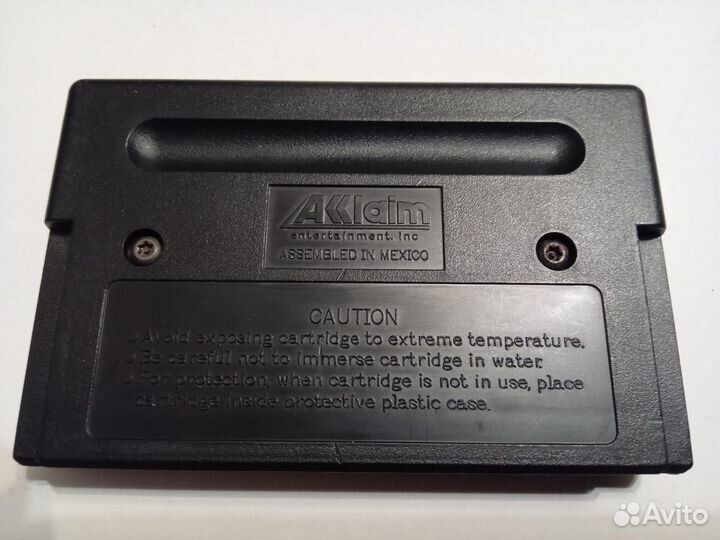 AKklaim
entertainment, inc
ASSEMBLED IN MEXICO
CAUTION
Avoid exposing cartridge to extreme temperature.
Be careful not to immerse cartridge in water.
For protection, when cartridge is not in use, place
cartridge inside protective plastic case.
Avito